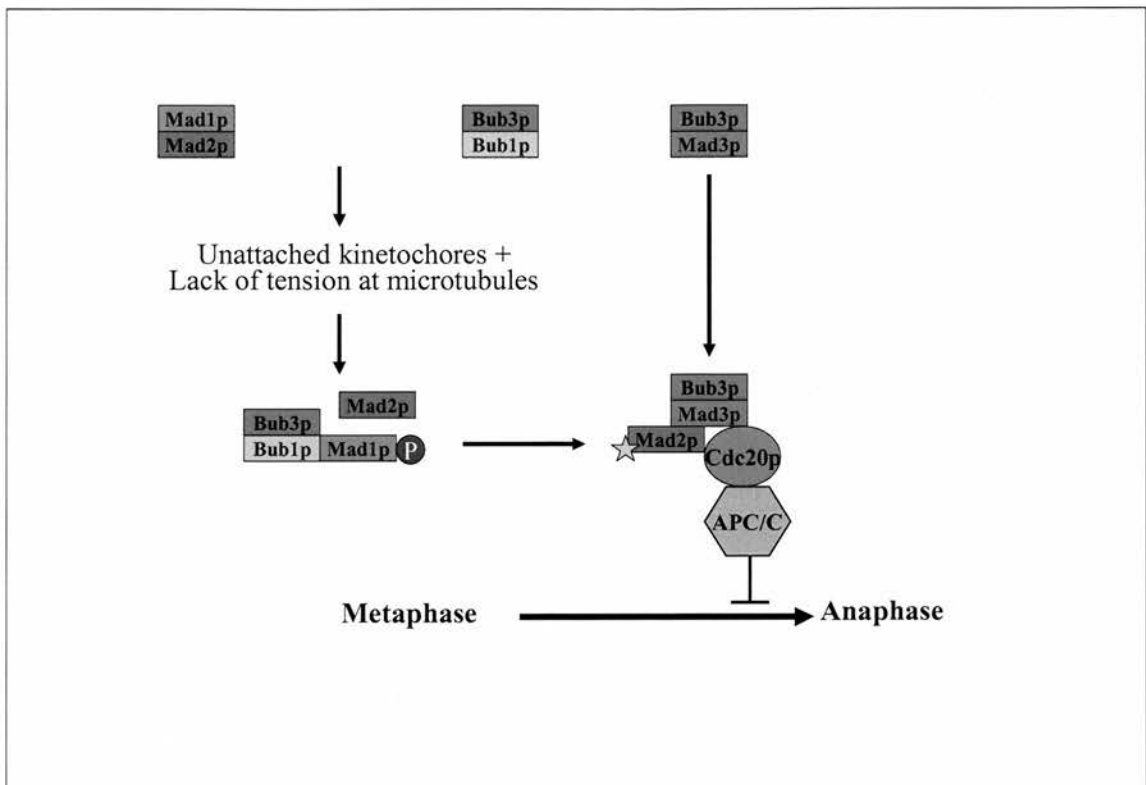 Mad1p
Mad2p
Bub3p
Bub1p
Bub3p
Mad3p
Unattached kinetochores +
Lack of tension at microtubules
Mad2p
Bub3p
Bub1p Mad1p P
Bub3p
Mad3p
Mad2p
Cdc20p
APC/C
Metaphase Anaphase